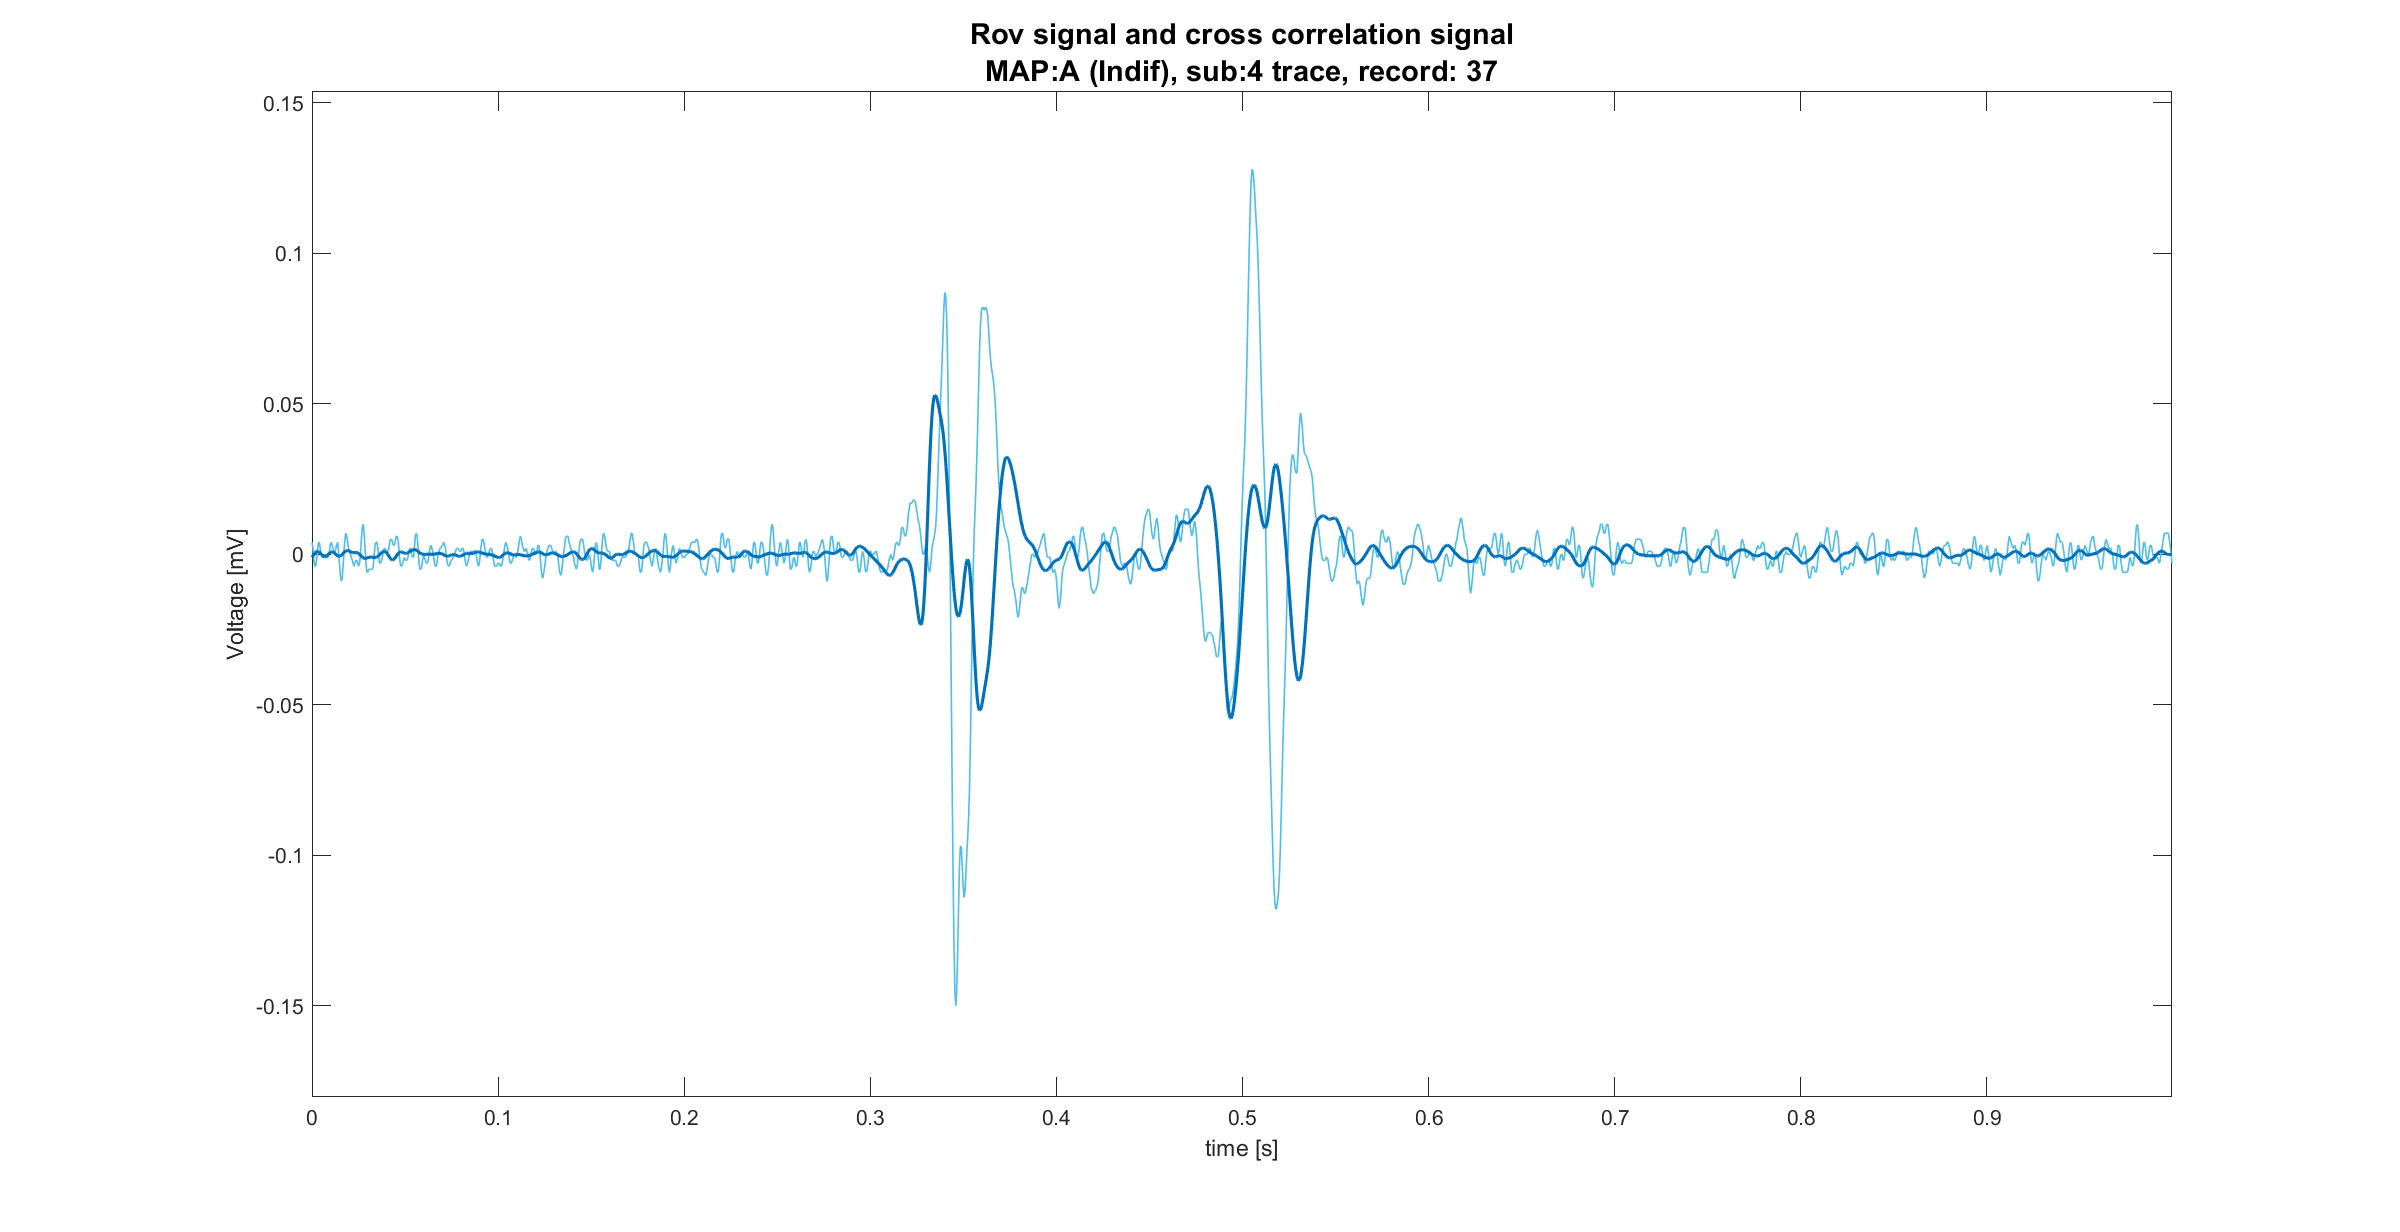 Rov signal and cross correlation signal
MAP:A (Indif), sub:4 trace, record: 37
0.15
0.1
0.05
0
-0.05
-0.1
-0.15
Voltage [mV]
0 0.1 0.2 0.3 0.4 0.5 0.6 0.7 0.8 0.9
time [s]